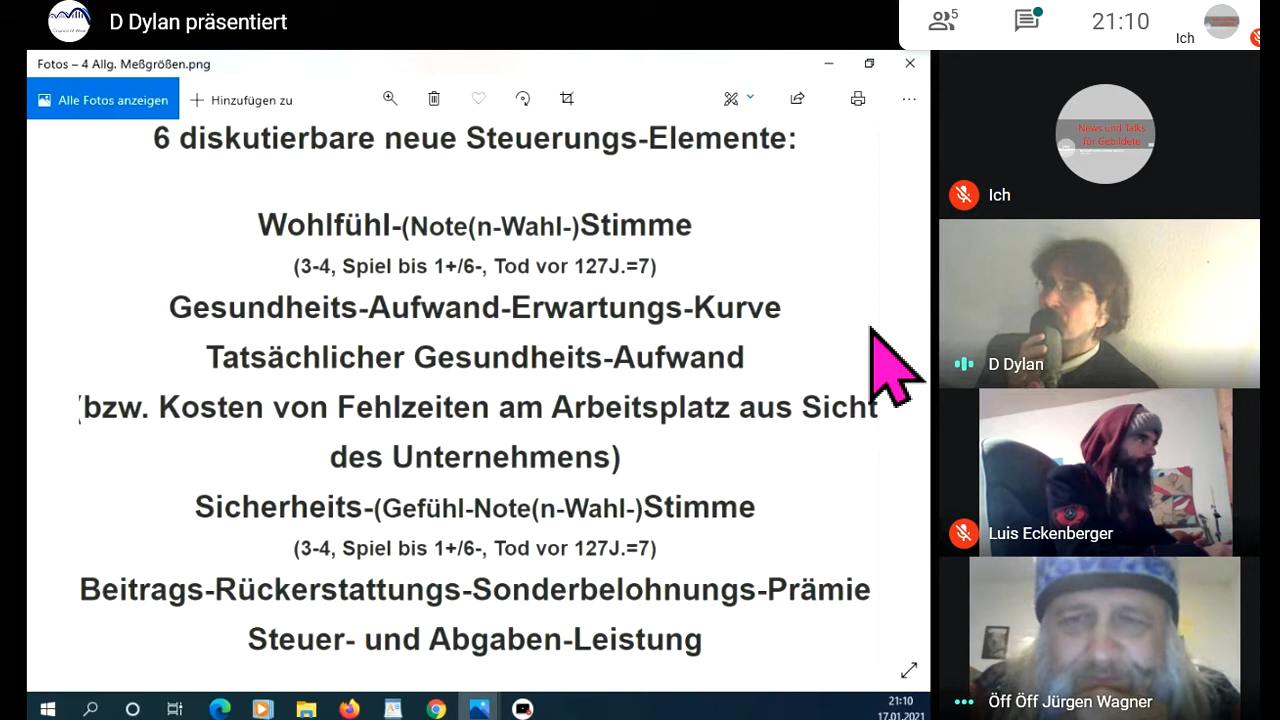 D Dylan präsentiert
5
21:10
Ich
Fotos – 4 Allg. Meßgrößen.png
Alle Fotos anzeigen
Hinzufügen zu
6 diskutierbare neue Steuerungs-Elemente:
Wohlfühl-(Note(n-Wahl-)Stimme
(3-4, Spiel bis 1+/6-, Tod vor 127J.=7)
Gesundheits-Aufwand-Erwartungs-Kurve
Tatsächlicher Gesundheits-Aufwand
(bzw. Kosten von Fehlzeiten am Arbeitsplatz aus Sicht
des Unternehmens)
Sicherheits-(Gefühl-Note(n-Wahl-)Stimme
(3-4, Spiel bis 1+/6-, Tod vor 127J.=7)
Beitrags-Rückerstattungs-Sonderbelohnungs-Prämie
Steuer- und Abgaben-Leistung
News und Talks
für Gebildete
Ich
D Dylan
Luis Eckenberger
Öff Öff Jürgen Wagner
21:10
17.01.2021